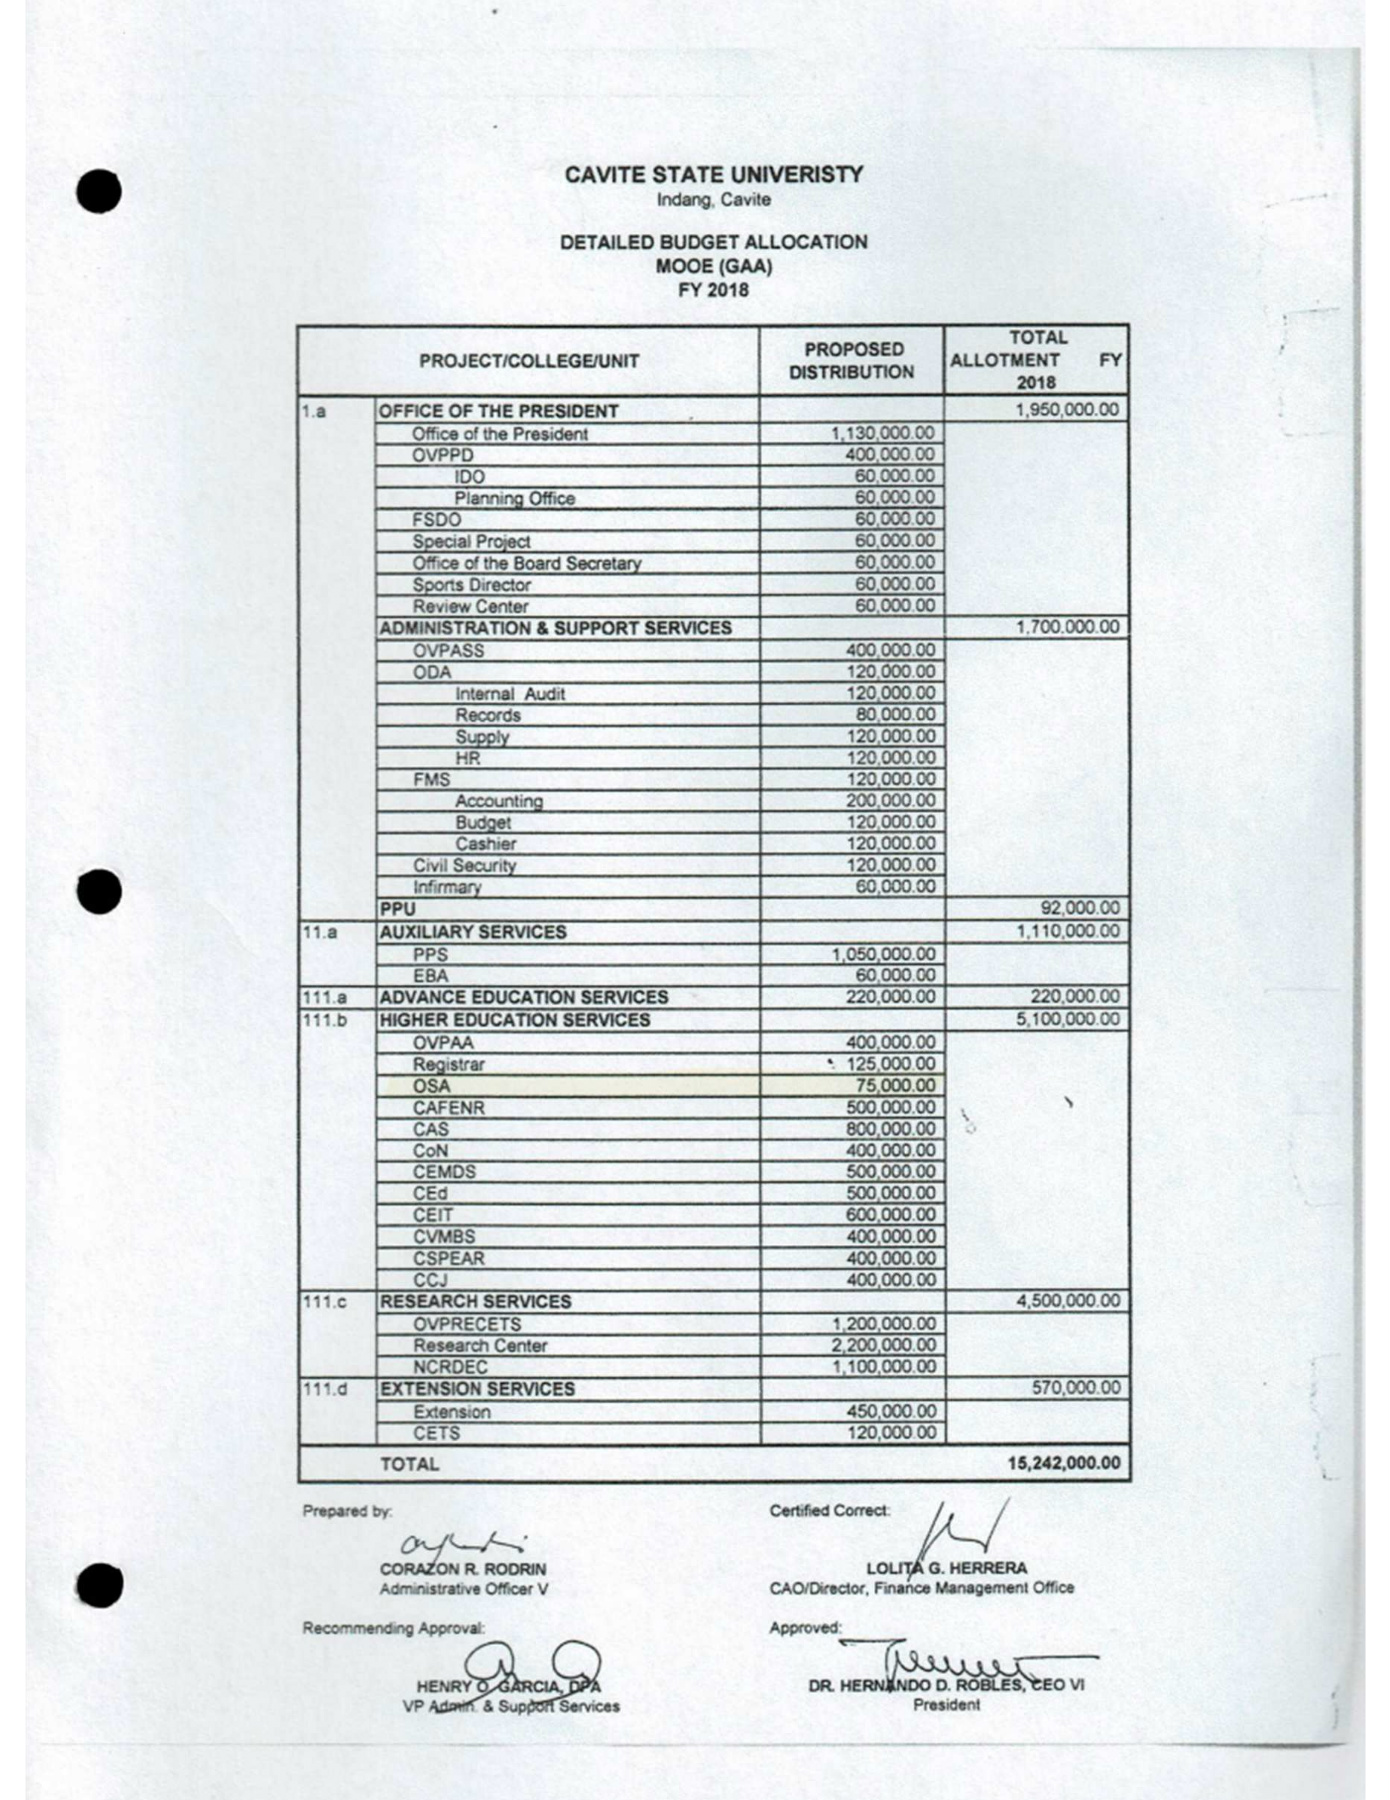 CAVITE STATE UNIVERISTY
Indang, Cavite
DETAILED BUDGET ALLOCATION
MOOE (GAA)
FY 2018
PROJECT/COLLEGE/UNIT PROPOSED DISTRIBUTION TOTAL ALLOTMENT FY 2018
1.a OFFICE OF THE PRESIDENT 1,950,000.00
Office of the President 1,130,000.00
OVPPD 400,000.00
IDO 60,000.00
Planning Office 60,000.00
FSDO 60,000.00
Special Project 60,000.00
Office of the Board Secretary 60,000.00
Sports Director 60,000.00
Review Center 60,000.00
ADMINISTRATION & SUPPORT SERVICES 1,700.000.00
OVPASS 400,000.00
ODA 120,000.00
Internal Audit 120,000.00
Records 80,000.00
Supply 120,000.00
HR 120,000.00
FMS 120,000.00
Accounting 200,000.00
Budget 120,000.00
Cashier 120,000.00
Civil Security 120,000.00
Infirmary 60,000.00
PPU 92,000.00
11.a AUXILIARY SERVICES 1,110,000.00
PPS 1,050,000.00
EBA 60,000.00
111.a ADVANCE EDUCATION SERVICES 220,000.00 220,000.00
111.b HIGHER EDUCATION SERVICES 5,100,000.00
OVPAA 400,000.00
Registrar 125,000.00
OSA 75,000.00
CAFENR 500,000.00
CAS 800,000.00
CoN 400,000.00
CEMDS 500,000.00
CEd 500,000.00
CEIT 600,000.00
CVMBS 400,000.00
CSPEAR 400,000.00
CCJ 400,000.00
111.c RESEARCH SERVICES 4,500,000.00
OVPRECETS 1,200,000.00
Research Center 2,200,000.00
NCRDEC 1,100,000.00
111.d EXTENSION SERVICES 570,000.00
Extension 450,000.00
CETS 120,000.00
TOTAL 15,242,000.00
Prepared by: Certified Correct:
CORAZON R. RODRIN LOLITA G. HERRERA
Administrative Officer V CAO/Director, Finance Management Office
Recommending Approval: Approved:
HENRY O. GARCIA, DPA DR. HERNANDO D. ROBLES, CEO VI
VP Admin. & Support Services President